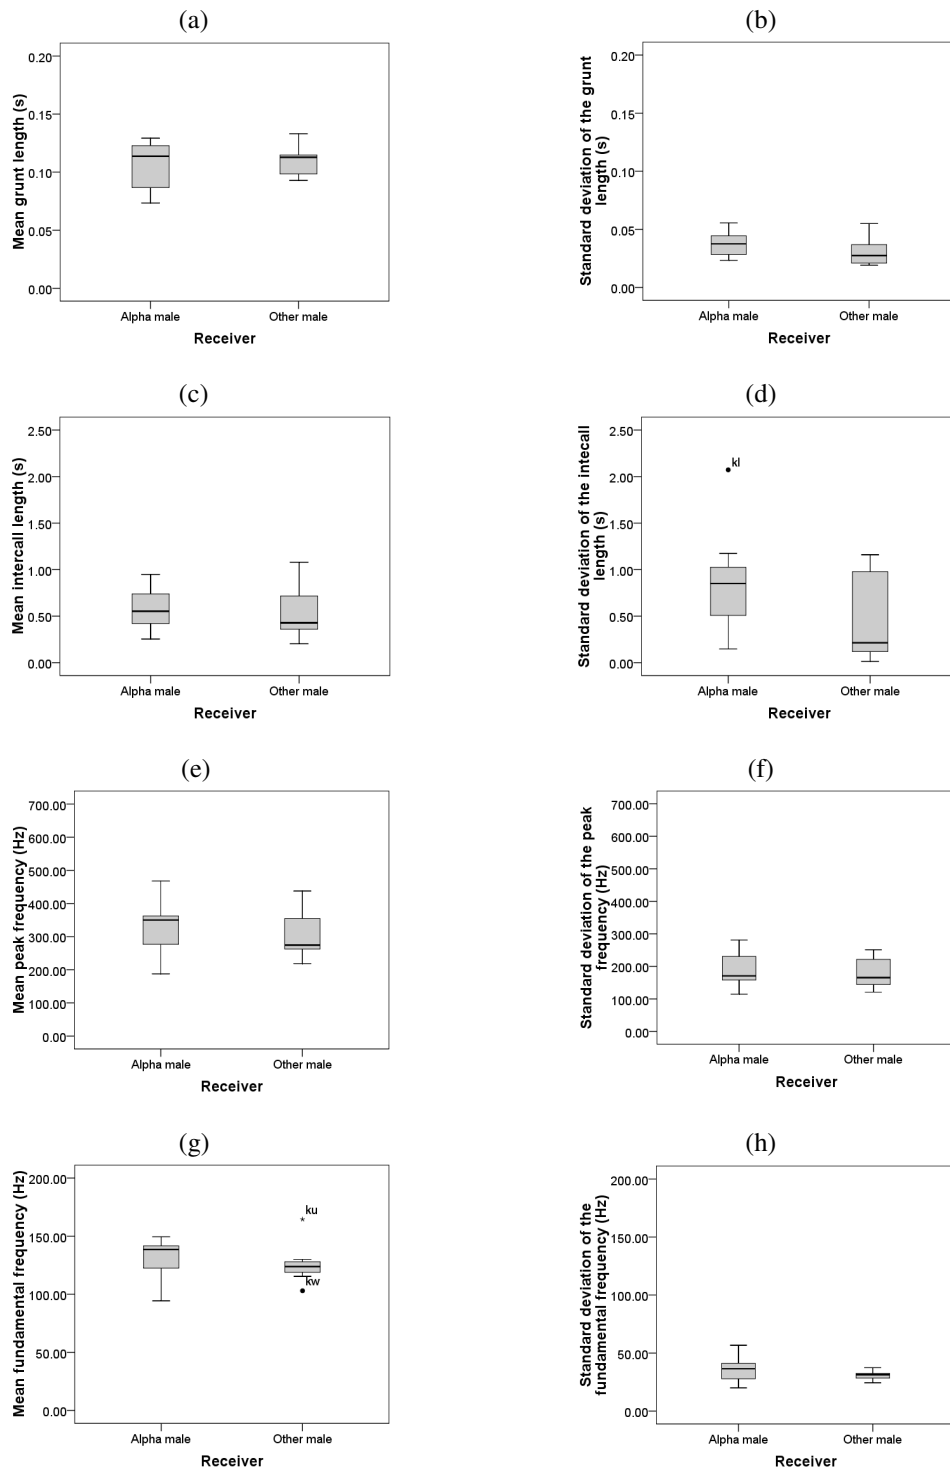 (a)
Mean grunt length (s)
0.20
0.15
0.10
0.05
0.00
Alpha male
Other male
Receiver
(b)
Standard deviation of the grunt
length (s)
0.20
0.15
0.10
0.05
0.00
Alpha male
Other male
Receiver
(c)
Mean intercall length (s)
2.50
2.00
1.50
1.00
0.50
0.00
Alpha male
Other male
Receiver
(d)
Standard deviation of the intecall
length (s)
2.50
2.00
1.50
1.00
0.50
0.00
kl
Alpha male
Other male
Receiver
(e)
Mean peak frequency (Hz)
700.00
600.00
500.00
400.00
300.00
200.00
100.00
0.00
Alpha male
Other male
Receiver
(f)
Standard deviation of the peak
frequency (Hz)
700.00
600.00
500.00
400.00
300.00
200.00
100.00
0.00
Alpha male
Other male
Receiver
(g)
Mean fundamental frequency (Hz)
200.00
150.00
100.00
50.00
0.00
ku
kw
Alpha male
Other male
Receiver
(h)
Standard deviation of the
fundamental frequency (Hz)
200.00
150.00
100.00
50.00
0.00
Alpha male
Other male
Receiver